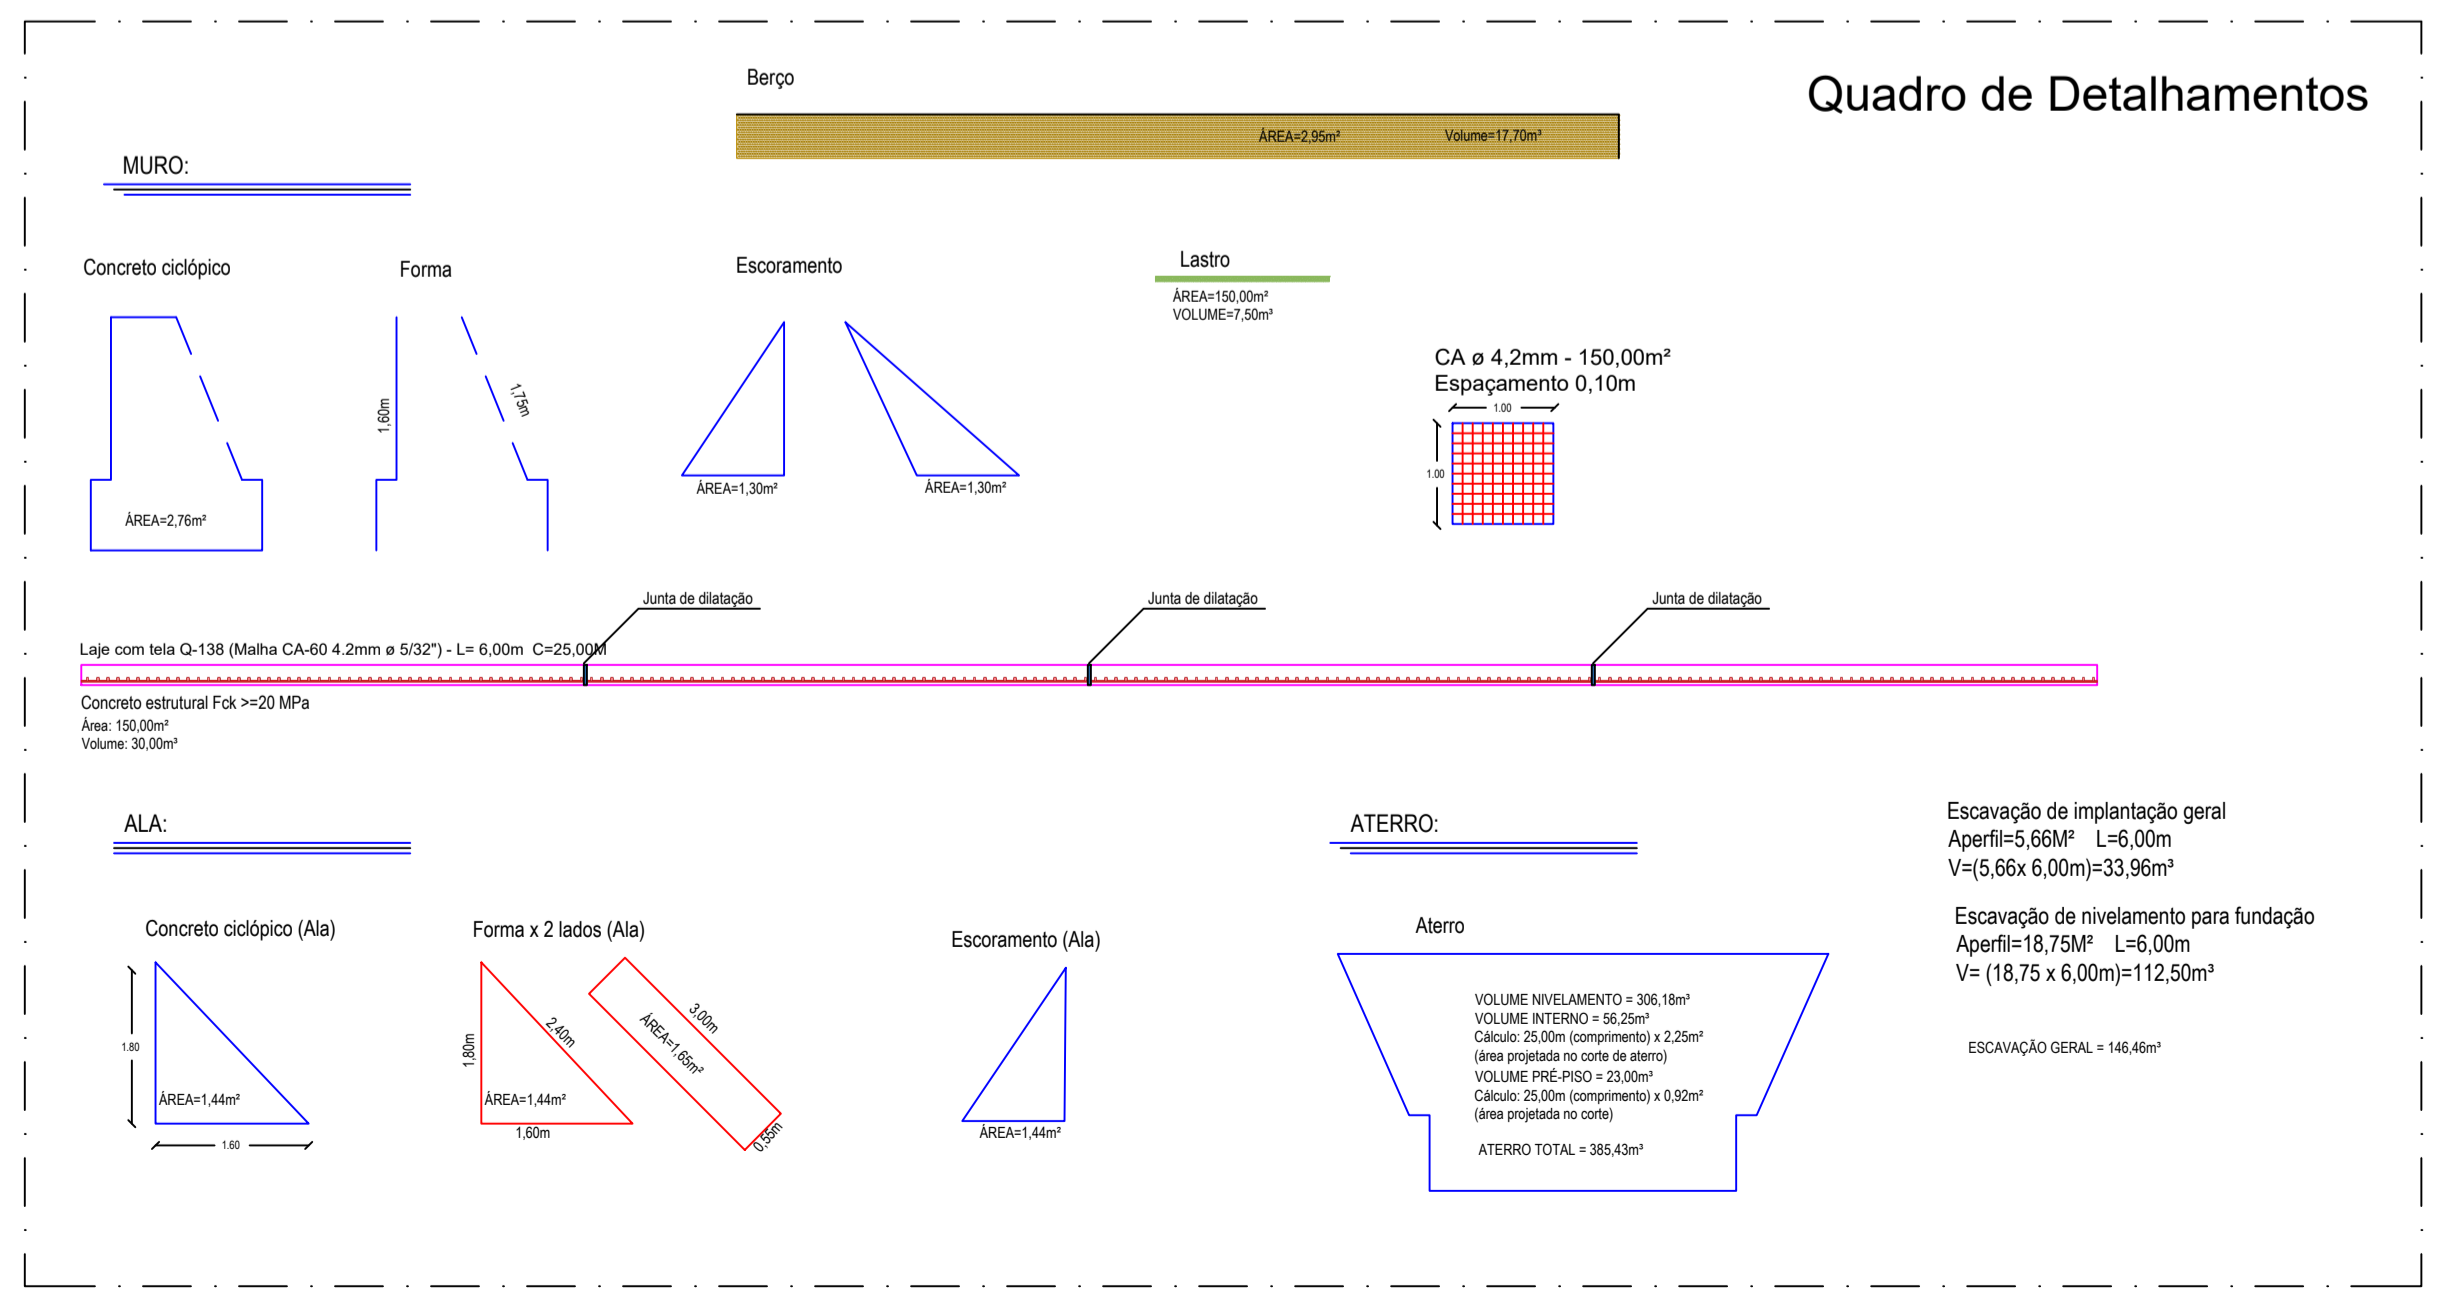 Quadro de Detalhamentos
Berço
ÁREA=2,95m²
Volume=17,70m³
MURO:
Concreto ciclópico
ÁREA=2,76m²
Forma
1,60m
1,75m
Escoramento
ÁREA=1,30m²
ÁREA=1,30m²
Lastro
ÁREA=150,00m²
VOLUME=7,50m³
CA ø 4,2mm - 150,00m²
Espaçamento 0,10m
1.00
1.00
Junta de dilatação
Junta de dilatação
Junta de dilatação
Laje com tela Q-138 (Malha CA-60 4.2mm ø 5/32") - L= 6,00m C=25,00M
Concreto estrutural Fck >=20 MPa
Área: 150,00m²
Volume: 30,00m³
ALA:
Concreto ciclópico (Ala)
1.80
ÁREA=1,44m²
1.60
Forma x 2 lados (Ala)
1,80m
2,40m
ÁREA=1,44m²
1,60m
3,00m
ÁREA=1,65m²
0,55m
Escoramento (Ala)
ÁREA=1,44m²
ATERRO:
Aterro
VOLUME NIVELAMENTO = 306,18m³
VOLUME INTERNO = 56,25m³
Cálculo: 25,00m (comprimento) x 2,25m²
(área projetada no corte de aterro)
VOLUME PRÉ-PISO = 23,00m³
Cálculo: 25,00m (comprimento) x 0,92m²
(área projetada no corte)
ATERRO TOTAL = 385,43m³
Escavação de implantação geral
Aperfil=5,66M² L=6,00m
V=(5,66x 6,00m)=33,96m³
Escavação de nivelamento para fundação
Aperfil=18,75M² L=6,00m
V= (18,75 x 6,00m)=112,50m³
ESCAVAÇÃO GERAL = 146,46m³